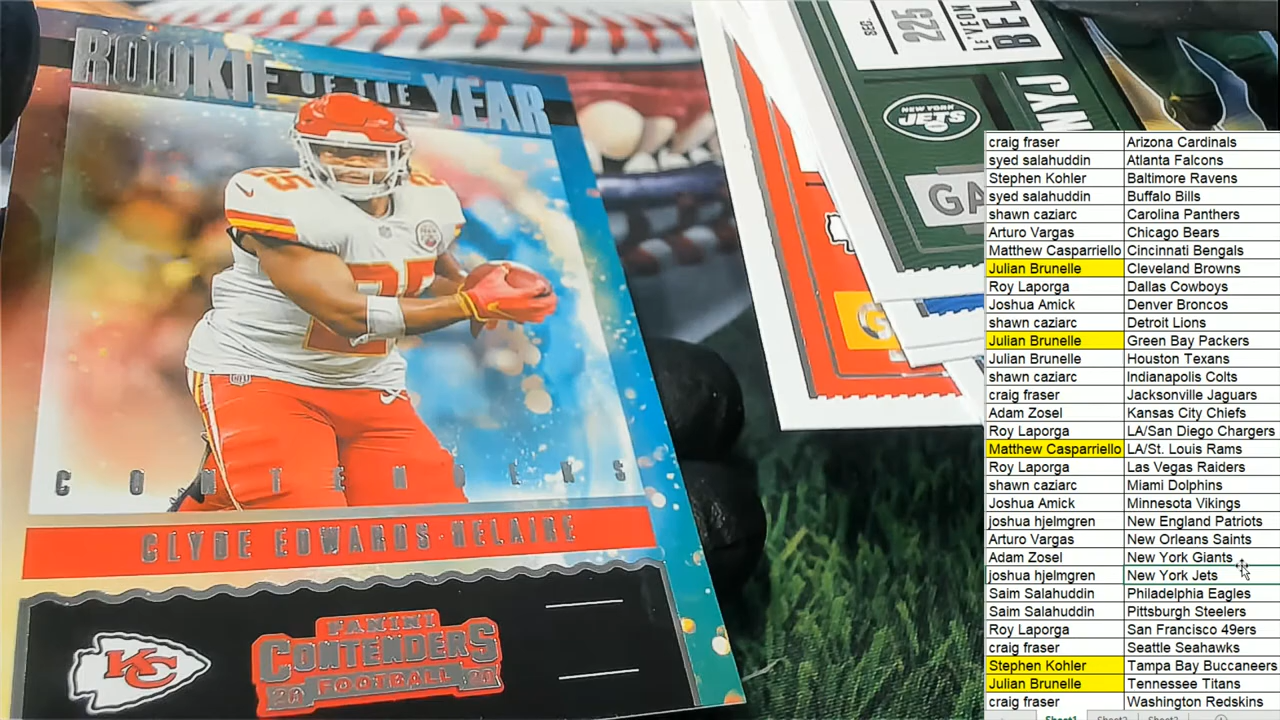 ROOKIE OF THE YEAR
25
CONTENDERS
CLYDE EDWARDS-HELAIRE
KC
PANINI
CONTENDERS
20 FOOTBALL 20
SEC. 225
LE'VEON BEL
NYJ
NEW YORK JETS
GA
craig fraser Arizona Cardinals
syed salahuddin Atlanta Falcons
Stephen Kohler Baltimore Ravens
syed salahuddin Buffalo Bills
shawn caziarc Carolina Panthers
Arturo Vargas Chicago Bears
Matthew Casparriello Cincinnati Bengals
Julian Brunelle Cleveland Browns
Roy Laporga Dallas Cowboys
Joshua Amick Denver Broncos
shawn caziarc Detroit Lions
Julian Brunelle Green Bay Packers
Julian Brunelle Houston Texans
shawn caziarc Indianapolis Colts
craig fraser Jacksonville Jaguars
Adam Zosel Kansas City Chiefs
Roy Laporga LA/San Diego Chargers
Matthew Casparriello LA/St. Louis Rams
Roy Laporga Las Vegas Raiders
shawn caziarc Miami Dolphins
Joshua Amick Minnesota Vikings
joshua hjelmgren New England Patriots
Arturo Vargas New Orleans Saints
Adam Zosel New York Giants
joshua hjelmgren New York Jets
Saim Salahuddin Philadelphia Eagles
Saim Salahuddin Pittsburgh Steelers
Roy Laporga San Francisco 49ers
craig fraser Seattle Seahawks
Stephen Kohler Tampa Bay Buccaneers
Julian Brunelle Tennessee Titans
craig fraser Washington Redskins
Sheet1 Sheet2 Sheet3